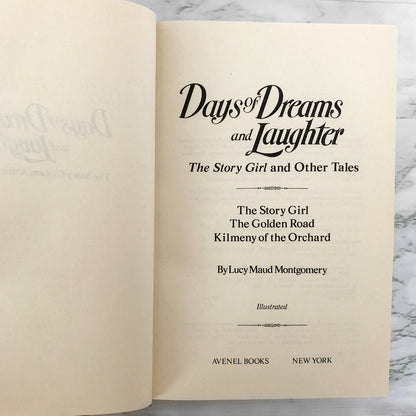 Days of Dreams
and Laughter
The Story Girl and Other Tales
The Story Girl
The Golden Road
Kilmeny of the Orchard
By Lucy Maud Montgomery
Illustrated
AVENEL BOOKS NEW YORK